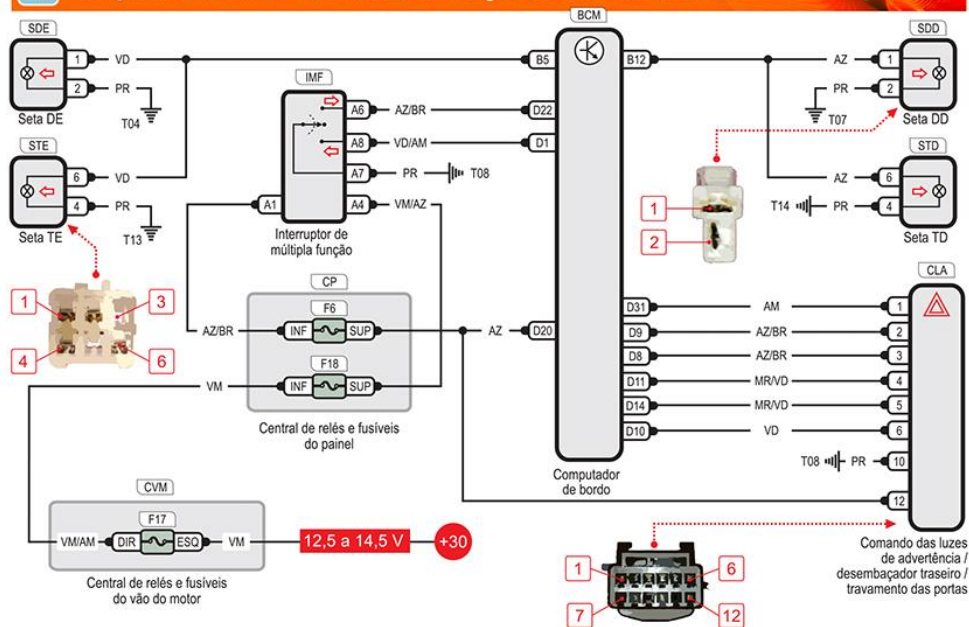 BCM
SDE
1 VD
2 PR
T04
Seta DE
STE
6 VD
4 PR
T13
Seta TE
1
3
4
6
IMF
A6 AZ/BR
A8 VD/AM
A7 PR T08
A1
A4 VM/AZ
Interruptor de
múltipla função
B5
B12
D22
D1
D20
D31
D9
D8
D11
D14
D10
Computador
de bordo
CP
F6
AZ/BR INF SUP AZ
F18
VM INF SUP
Central de relés e fusíveis
do painel
CVM
F17
VM/AM DIR ESQ VM 12,5 a 14,5 V +30
Central de relés e fusíveis
do vão do motor
SDD
AZ 1
PR 2
T07
Seta DD
STD
AZ 6
T14 PR 4
Seta TD
1
2
CLA
AM 1
AZ/BR 2
AZ/BR 3
MR/VD 4
MR/VD 5
VD 6
T08 PR 10
12
Comando das luzes
de advertência /
desembaçador traseiro /
travamento das portas
1
6
7
12